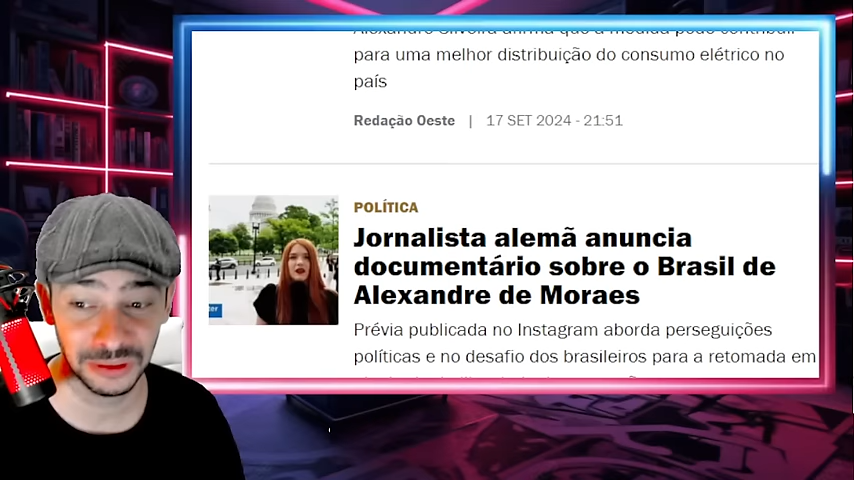 para uma melhor distribuição do consumo elétrico no
país
Redação Oeste | 17 SET 2024 - 21:51
POLÍTICA
Jornalista alemã anuncia
documentário sobre o Brasil de
Alexandre de Moraes
Prévia publicada no Instagram aborda perseguições
políticas e no desafio dos brasileiros para a retomada em